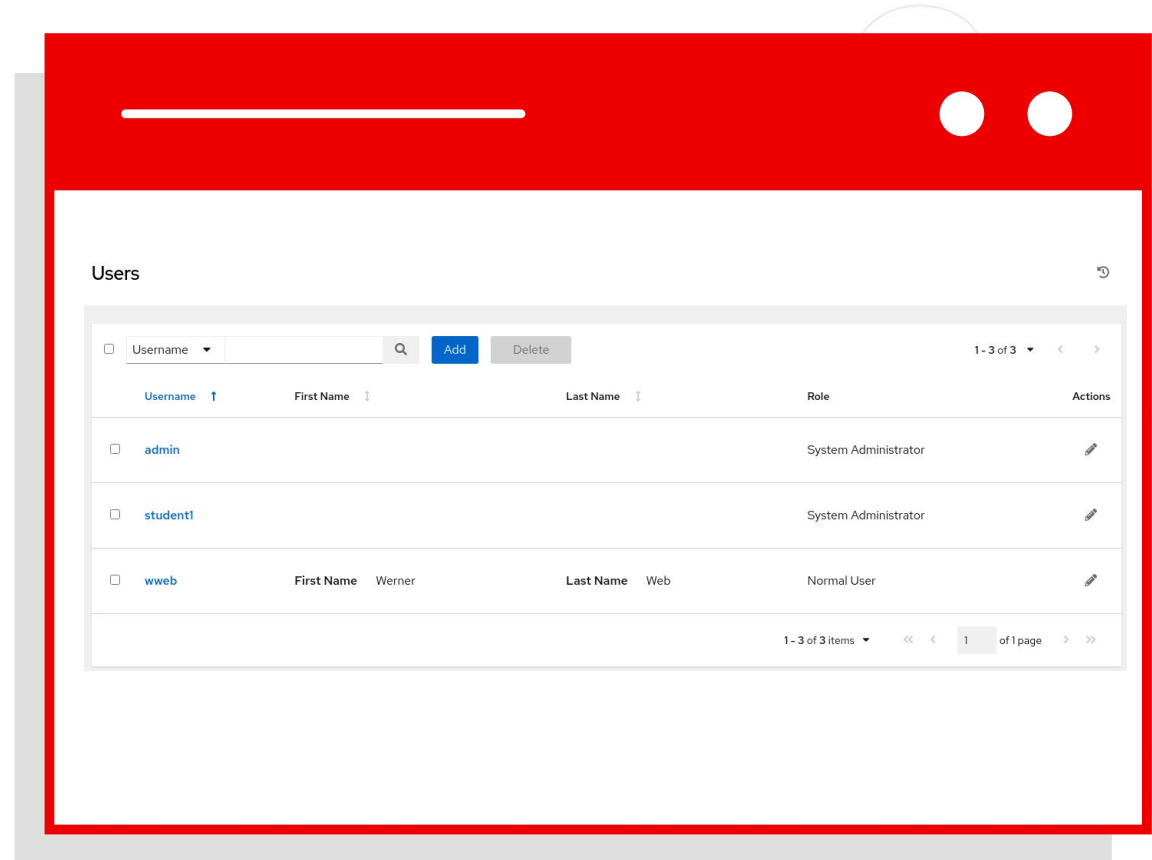 Users
Username Add Delete 1 - 3 of 3
Username First Name Last Name Role Actions
admin System Administrator
student1 System Administrator
wweb First Name Werner Last Name Web Normal User
1 - 3 of 3 items 1 of 1 page